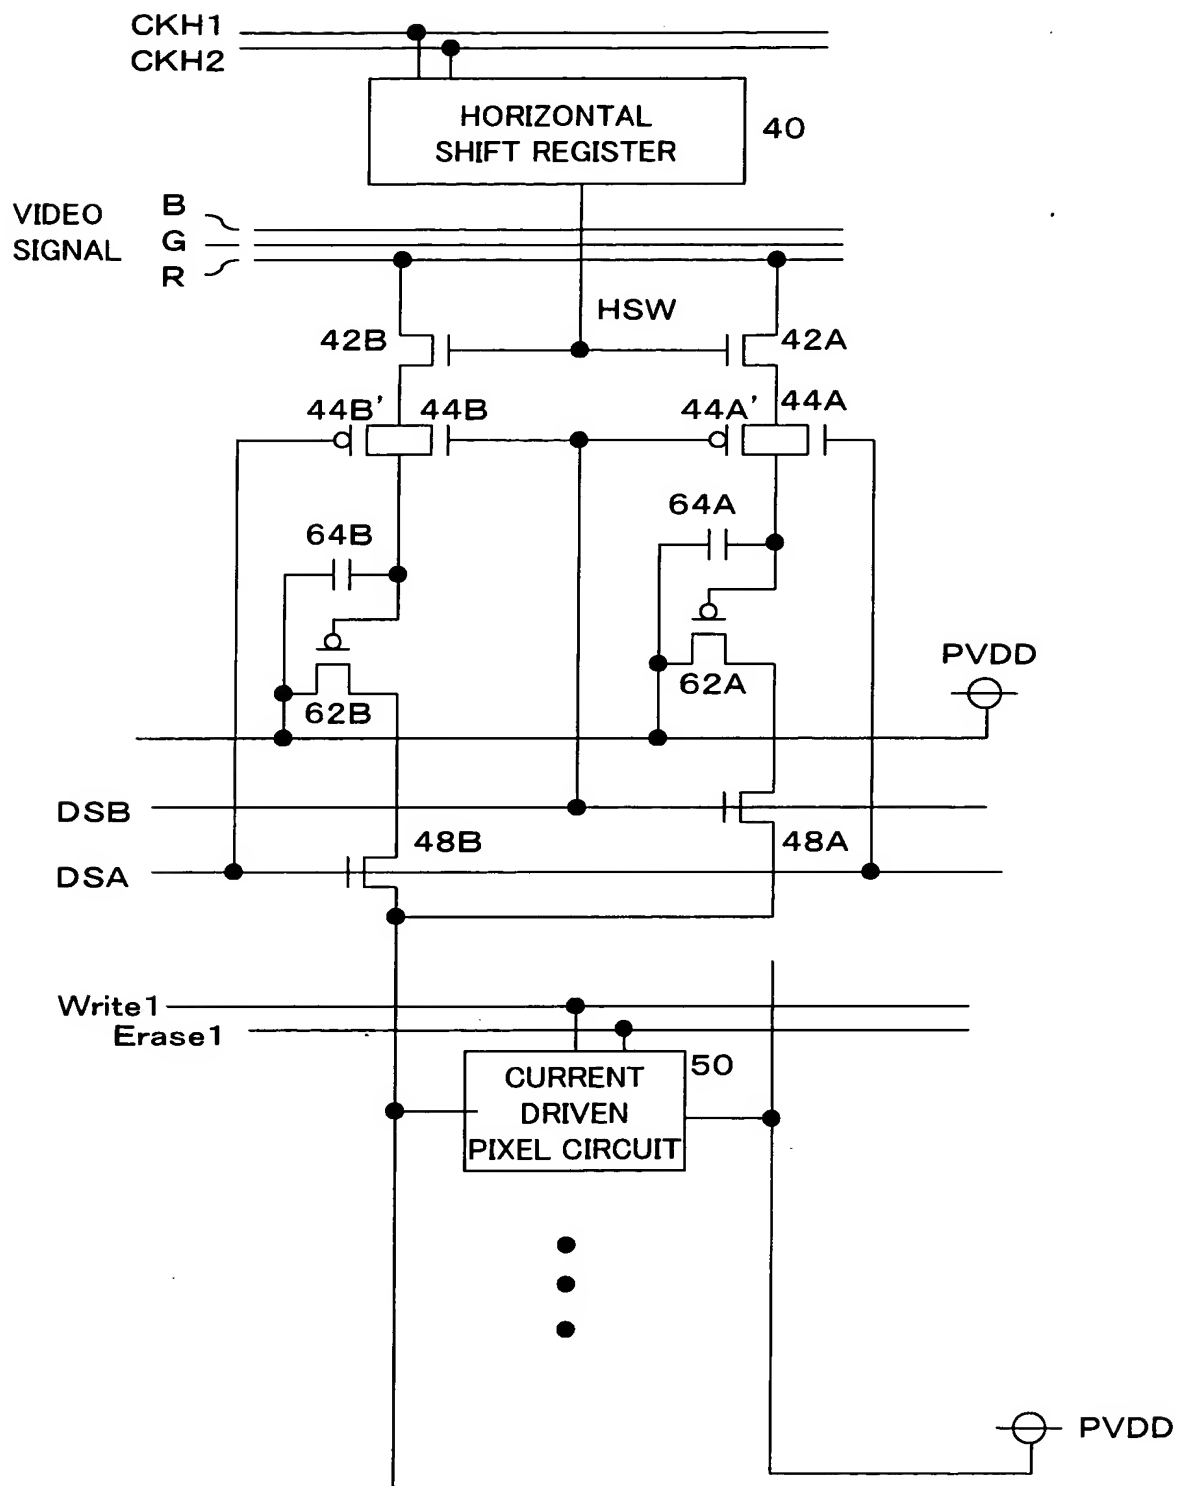 CKH1
CKH2
HORIZONTAL
SHIFT REGISTER
40
VIDEO
SIGNAL
B
G
R
HSW
42B
42A
44B'
44B
44A'
44A
64A
64B
PVDD
62A
62B
DSB
48B
48A
DSA
Write1
Erase1
50
CURRENT
DRIVEN
PIXEL CIRCUIT
PVDD